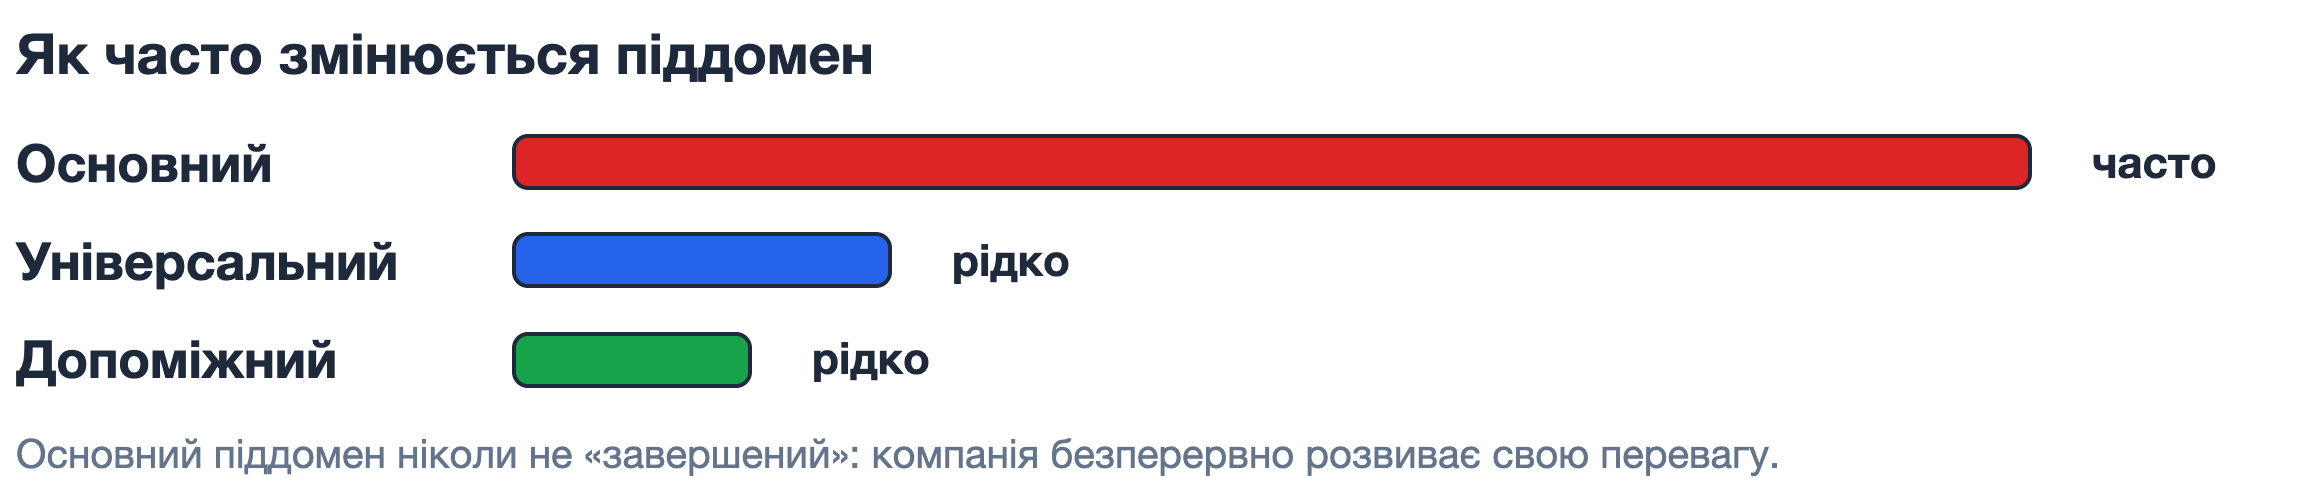 Як часто змінюється піддомен
Основний часто
Універсальний рідко
Допоміжний рідко
Основний піддомен ніколи не «завершений»: компанія безперервно розвиває свою перевагу.